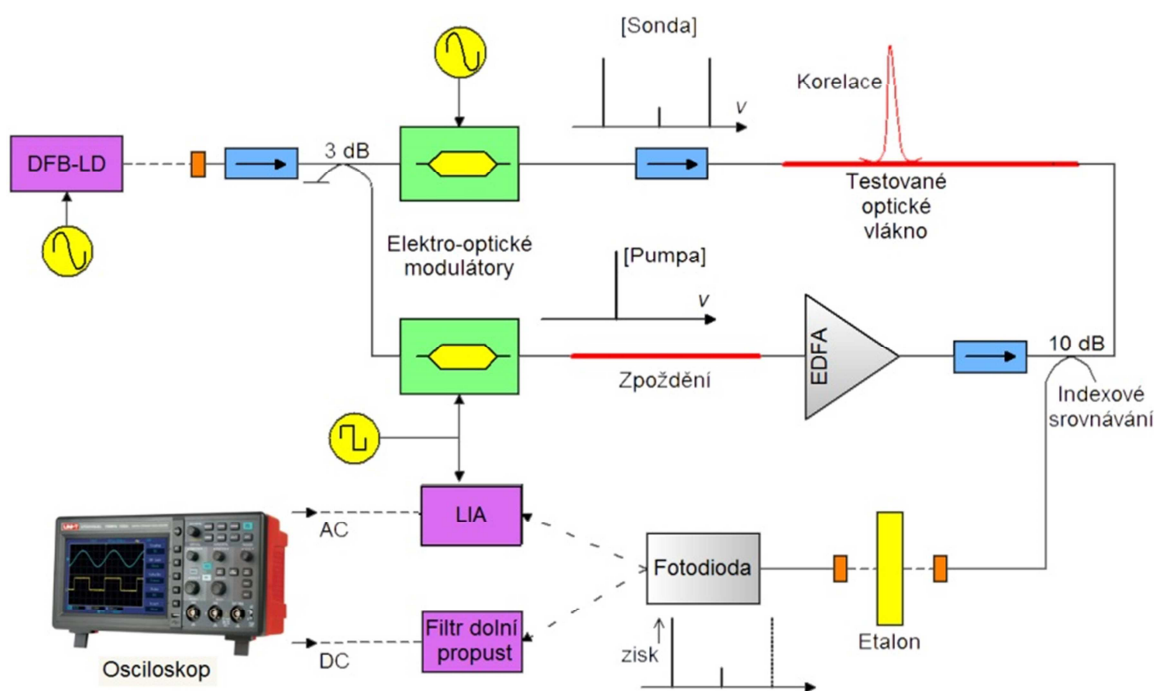 [Sonda]
ν
Korelace
DFB-LD
3 dB
Testované
optické
vlákno
Elektro-optické
modulátory
[Pumpa]
ν
EDFA
10 dB
Zpoždění
Indexové
srovnávání
AC
LIA
Fotodioda
DC
Filtr dolní
propust
zisk
Etalon
Osciloskop